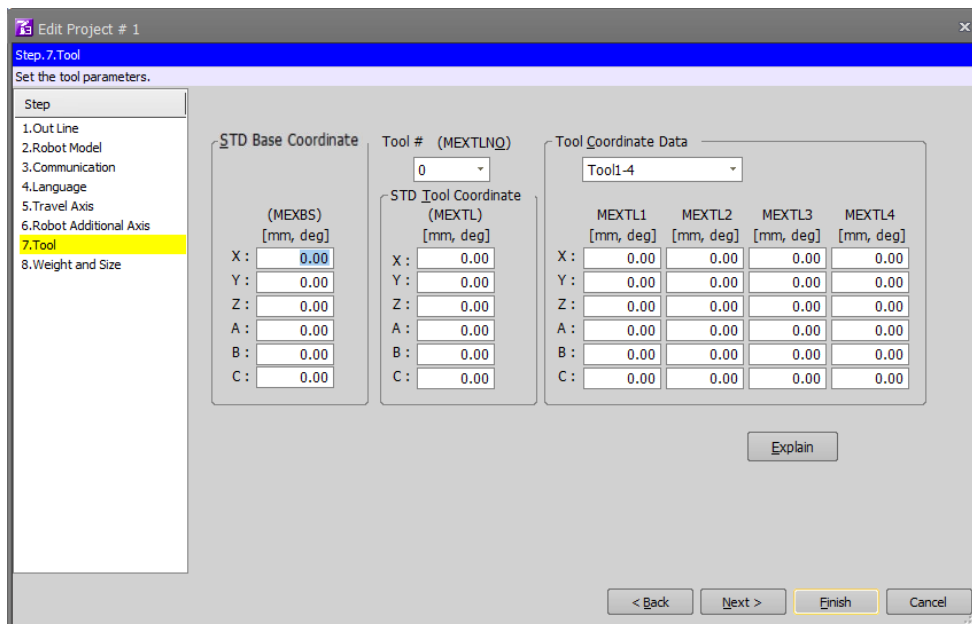 Edit Project # 1
x
Step.7.Tool
Set the tool parameters.
Step
1.Out Line
2.Robot Model
3.Communication
4.Language
5.Travel Axis
6.Robot Additional Axis
7.Tool
8.Weight and Size
STD Base Coordinate
(MEXBS)
[mm, deg]
X : 0.00
Y : 0.00
Z : 0.00
A : 0.00
B : 0.00
C : 0.00
Tool # (MEXTLNO)
0
STD Tool Coordinate
(MEXTL)
[mm, deg]
X : 0.00
Y : 0.00
Z : 0.00
A : 0.00
B : 0.00
C : 0.00
Tool Coordinate Data
Tool1-4
MEXTL1 MEXTL2 MEXTL3 MEXTL4
[mm, deg] [mm, deg] [mm, deg] [mm, deg]
X : 0.00 0.00 0.00 0.00
Y : 0.00 0.00 0.00 0.00
Z : 0.00 0.00 0.00 0.00
A : 0.00 0.00 0.00 0.00
B : 0.00 0.00 0.00 0.00
C : 0.00 0.00 0.00 0.00
Explain
< Back Next > Finish Cancel